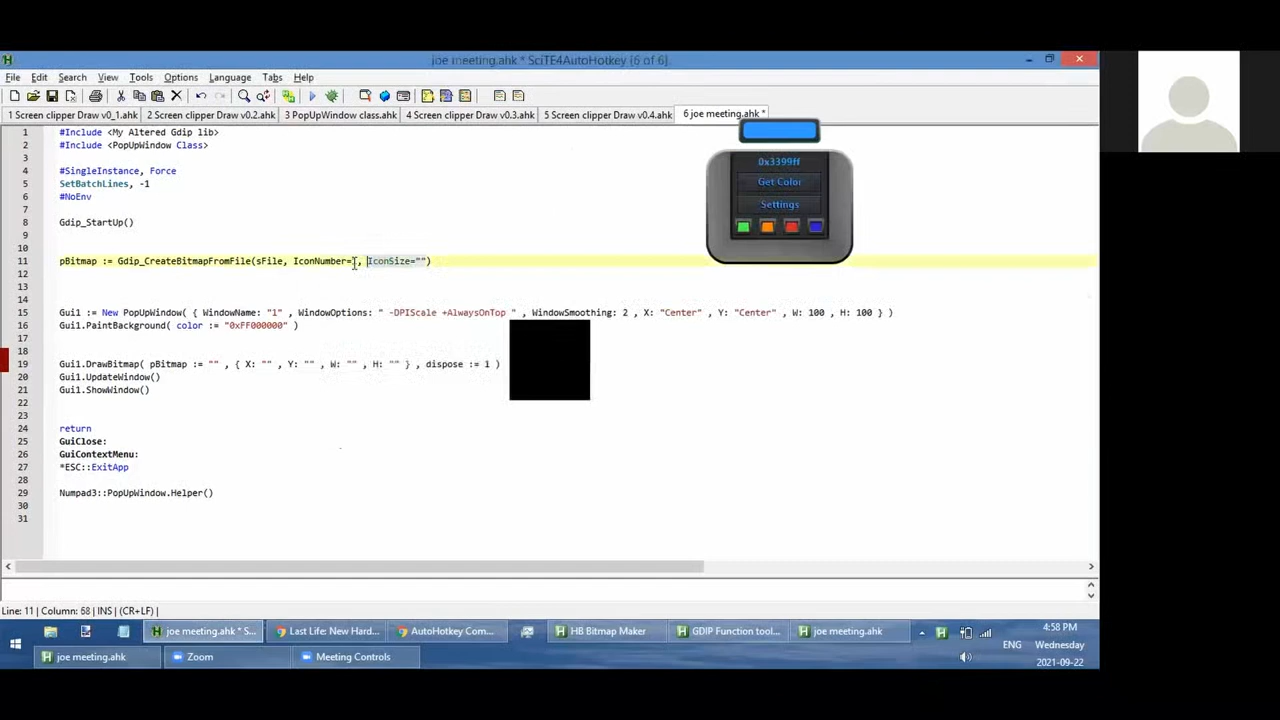 joe meeting.ahk * SciTE4AutoHotkey [6 of 6]
File Edit Search View Tools Options Language Tabs Help
1 Screen clipper Draw v0_1.ahk 2 Screen clipper Draw v0.2.ahk 3 PopUpWindow class.ahk 4 Screen clipper Draw v0.3.ahk 5 Screen clipper Draw v0.4.ahk 6 joe meeting.ahk *
1 #Include <My Altered Gdip lib>
2 #Include <PopUpWindow Class>
3
4 #SingleInstance, Force
5 SetBatchLines, -1
6 #NoEnv
7
8 Gdip_StartUp()
9
10
11 pBitmap := Gdip_CreateBitmapFromFile(sFile, IconNumber= , IconSize="")
12
13
14
15 Gui1 := New PopUpWindow( { WindowName: "1" , WindowOptions: " -DPIScale +AlwaysOnTop " , WindowSmoothing: 2 , X: "Center" , Y: "Center" , W: 100 , H: 100 } )
16 Gui1.PaintBackground( color := "0xFF000000" )
17
18
19 Gui1.DrawBitmap( pBitmap := "" , { X: "" , Y: "" , W: "" , H: "" } , dispose := 1 )
20 Gui1.UpdateWindow()
21 Gui1.ShowWindow()
22
23
24 return
25 GuiClose:
26 GuiContextMenu:
27 *ESC::ExitApp
28
29 Numpad3::PopUpWindow.Helper()
30
31
0x3399ff
Get Color
Settings
Line: 11 | Column: 68 | INS | (CR+LF) |
joe meeting.ahk * S... Last Life: New Hard... AutoHotkey Com... HB Bitmap Maker GDIP Function tool... joe meeting.ahk
joe meeting.ahk Zoom Meeting Controls
ENG
4:58 PM
Wednesday
2021-09-22